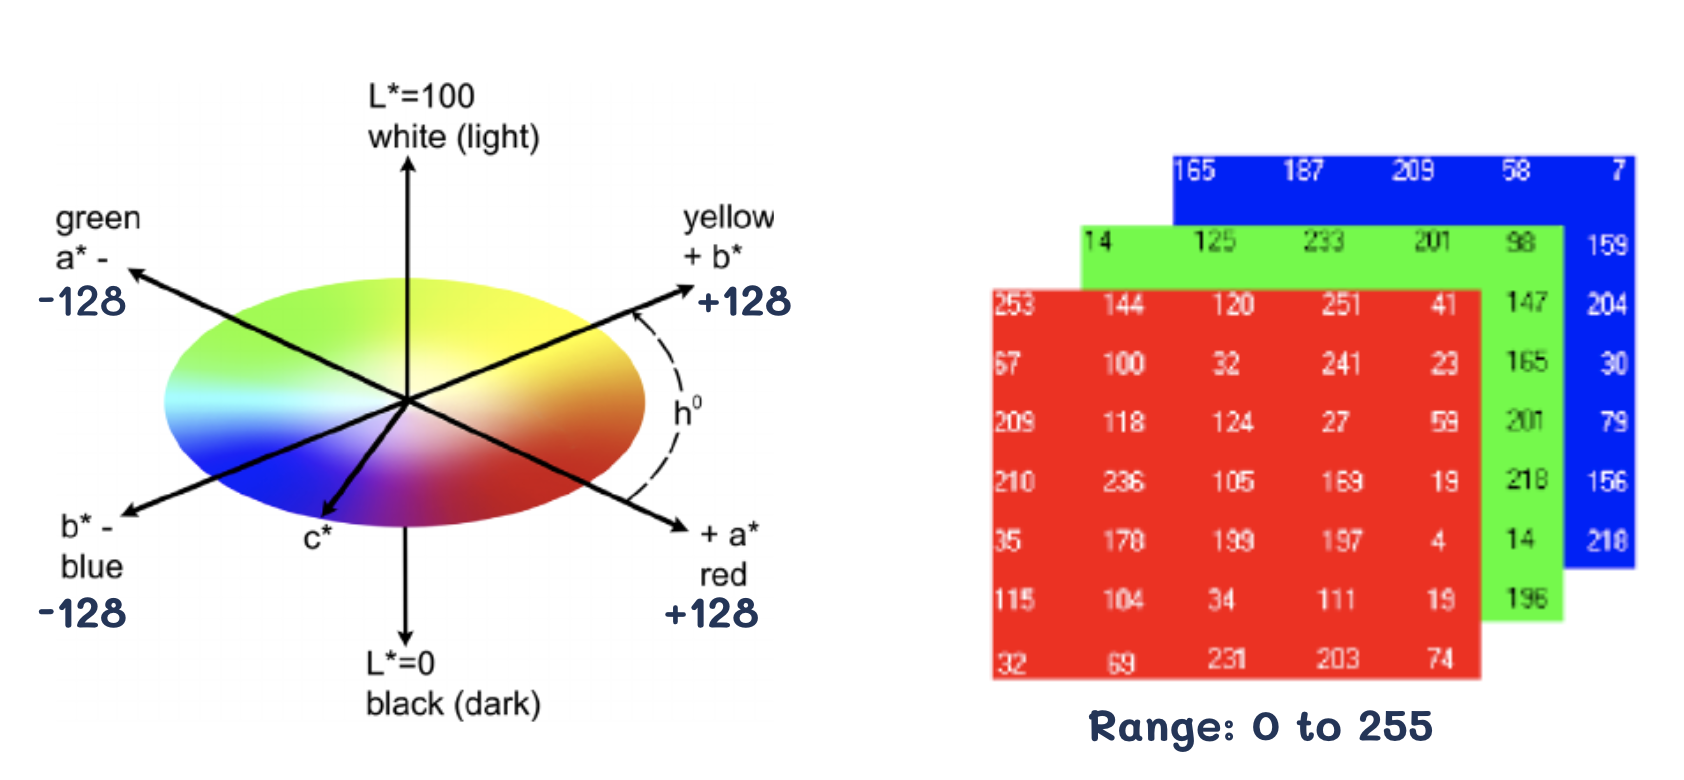 L*=100
white (light)
green
a* -
-128
yellow
+ b*
+128
h⁰
b* -
blue
-128
c*
+ a*
red
+128
L*=0
black (dark)
165 187 209 58 7
14 125 233 201 98 159
253 144 120 251 41 147 204
67 100 32 241 23 165 30
209 118 124 27 59 201 79
210 236 105 169 19 218 156
35 178 199 197 4 14 218
115 104 34 111 19 196
32 69 231 203 74
Range: 0 to 255